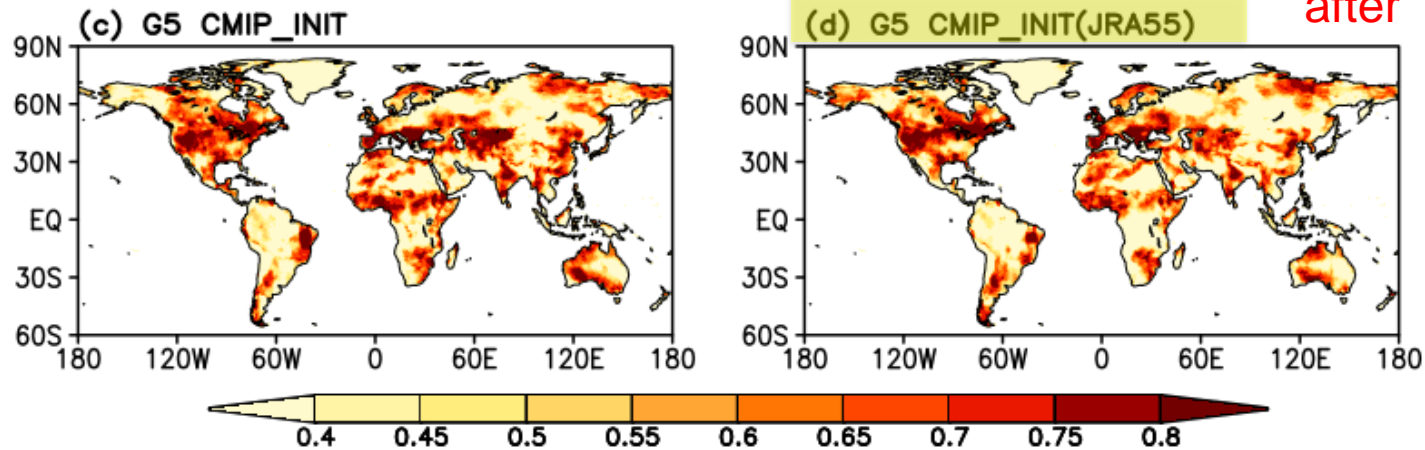 (c) G5 CMIP_INIT
(d) G5 CMIP_INIT(JRA55)
after
90N
60N
30N
EQ
30S
60S
180 120W 60W 0 60E 120E 180
90N
60N
30N
EQ
30S
60S
180 120W 60W 0 60E 120E 180
0.4 0.45 0.5 0.55 0.6 0.65 0.7 0.75 0.8